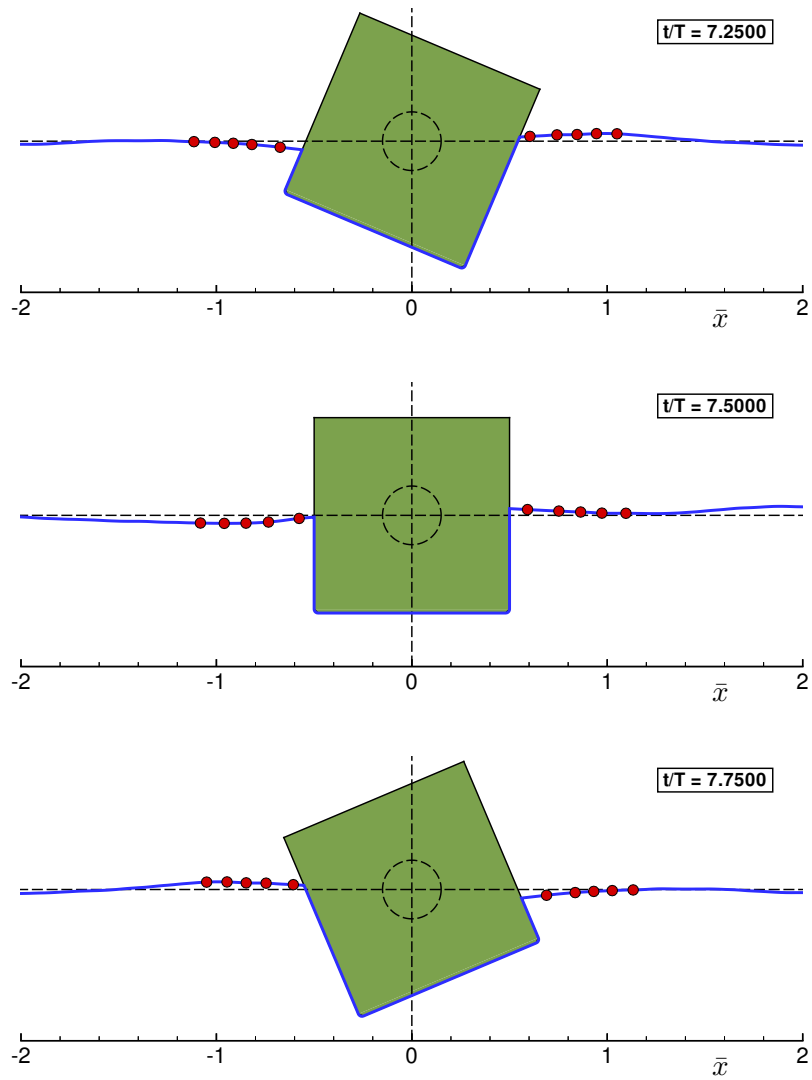 t/T = 7.2500
-2 -1 0 1 2
x̄
t/T = 7.5000
-2 -1 0 1 2
x̄
t/T = 7.7500
-2 -1 0 1 2
x̄